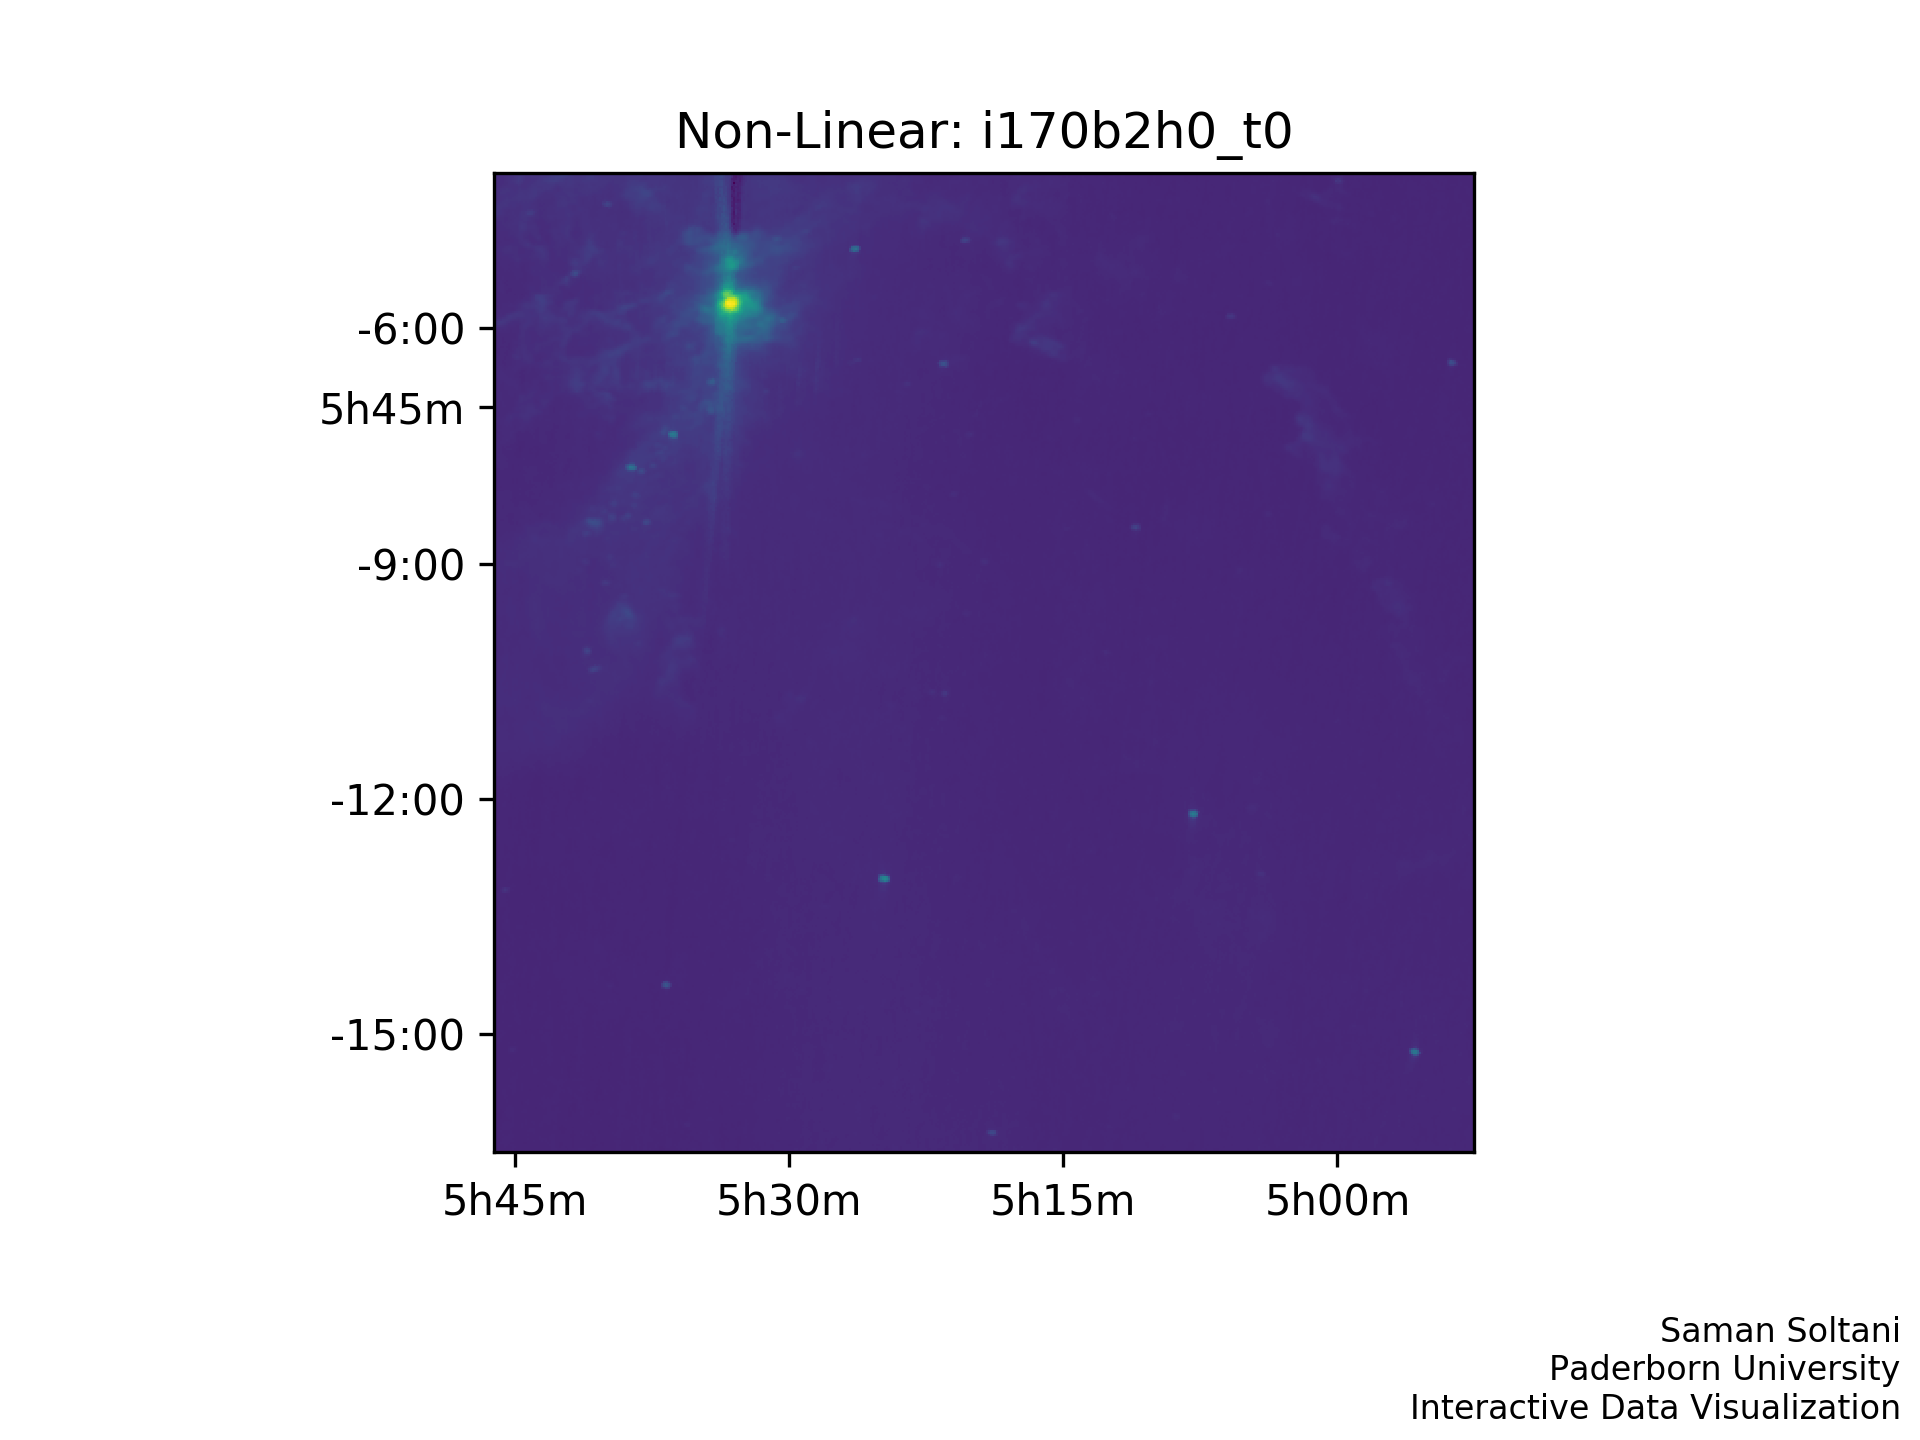 Non-Linear: i170b2h0_t0
-6:00
5h45m
-9:00
-12:00
-15:00
5h45m 5h30m 5h15m 5h00m
Saman Soltani
Paderborn University
Interactive Data Visualization